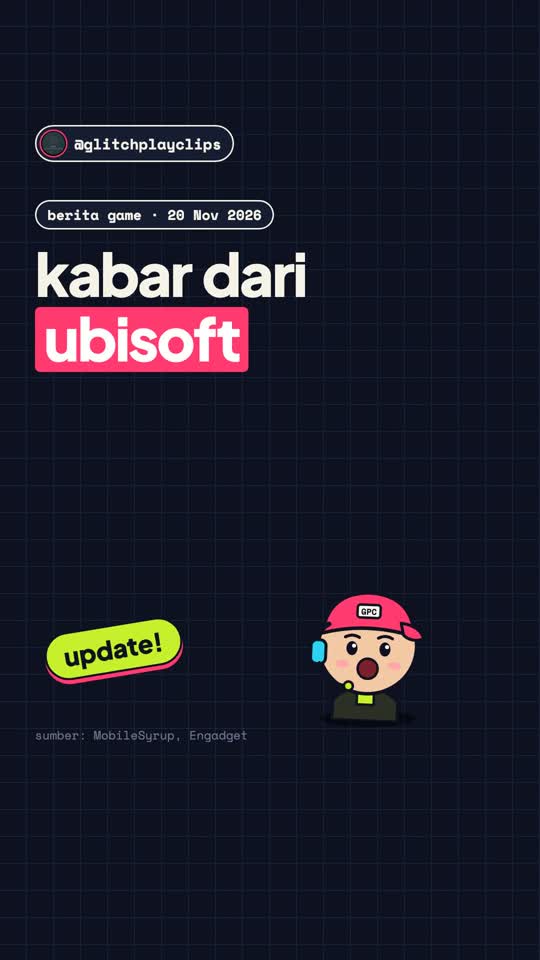 @glitchplayclips
berita game · 20 Nov 2026
kabar dari
ubisoft
GPC
update!
sumber: MobileSyrup, Engadget